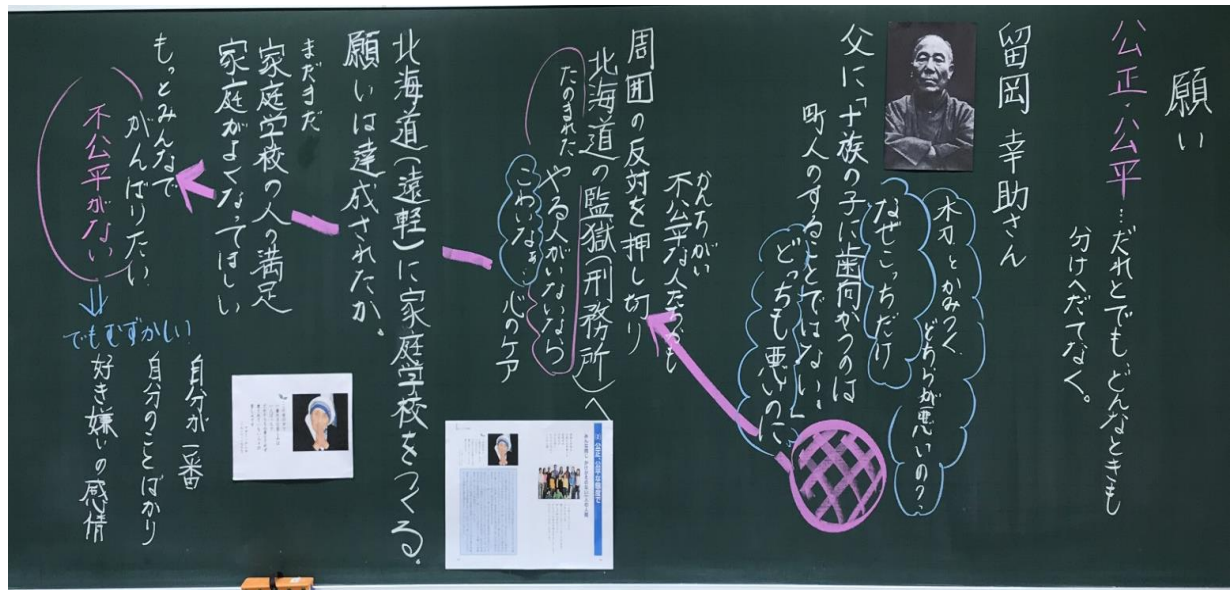 願い
公正・公平…だれとでも、どんなときも
分けへだてなく。
留岡 幸助さん
木刀とかみつく
どちらが悪いの？
なぜこっちだけ
父に「士族の子に歯向かうのは
町人のすることではない。」
どっちも悪いのに
かんちがい
不公平な人たちも
周囲の反対を押し切り
北海道の監獄(刑務所)へ
たのまれた
やる人がいないなら
こわいなぁ…
心のケア
北海道(遠軽)に家庭学校をつくる。
願いは達成されたか。
まだまだ
家庭学校の人の満足
家庭がよくなってほしい
もっとみんなで
がんばりたい
不公平がない
でもむずかしい
自分が一番
自分のことばかり
好き嫌いの感情
公正、公平な態度で